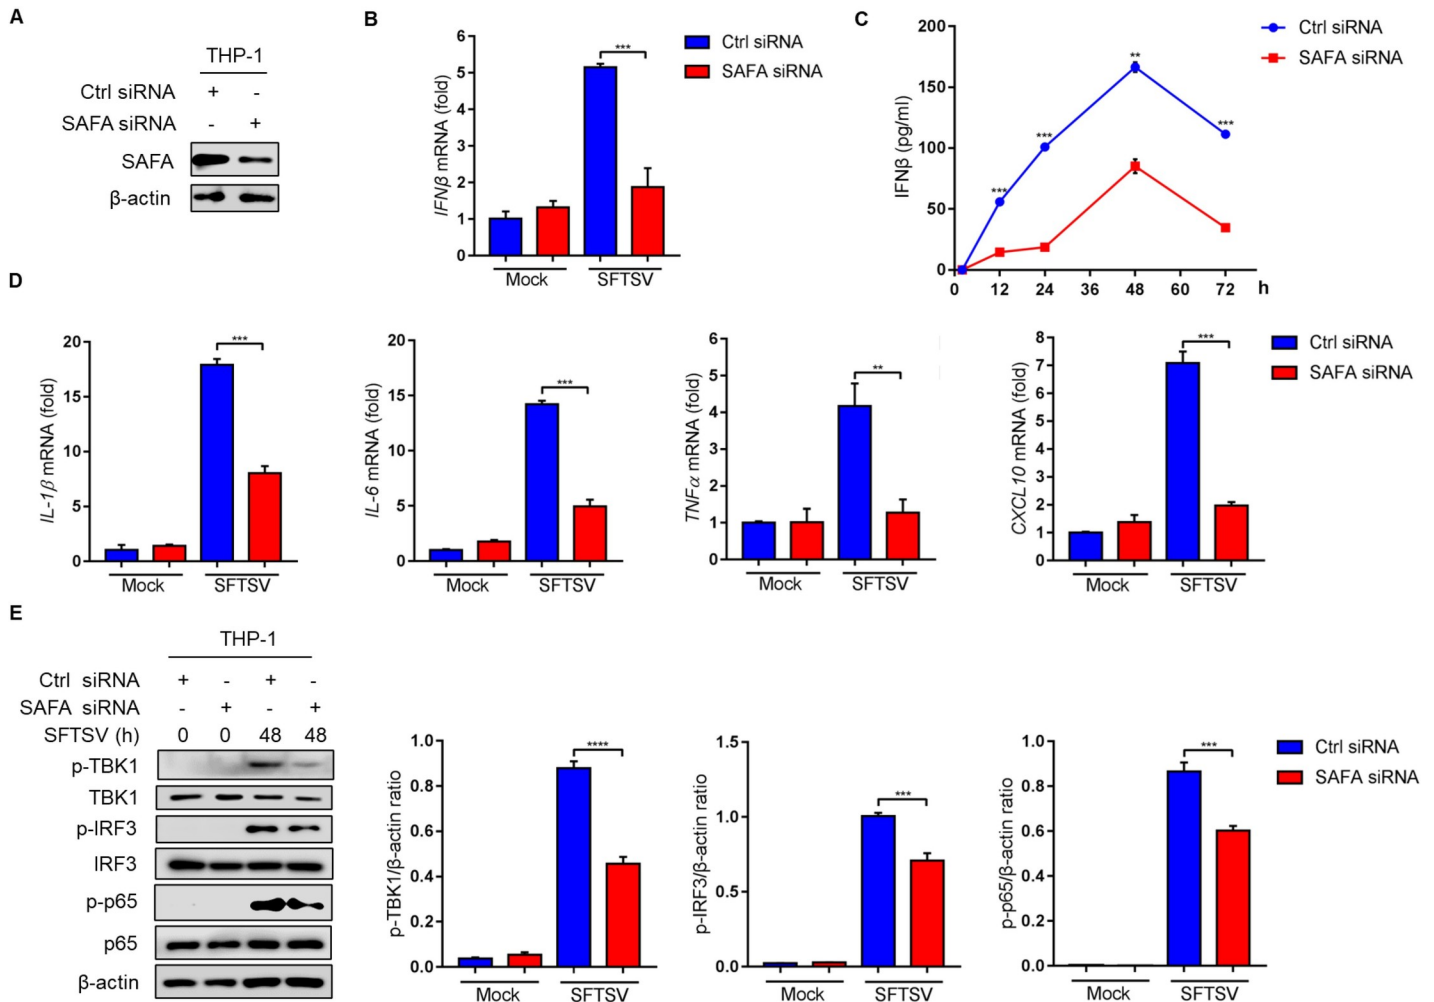 A
THP-1
Ctrl siRNA + -
SAFA siRNA - +
SAFA
β-actin
B
IFNβ mRNA (fold)
6
5
4
3
2
1
0
***
Mock SFTSV
Ctrl siRNA
SAFA siRNA
C
IFNβ (pg/ml)
200
150
100
50
0
***
***
**
***
0 12 24 36 48 60 72 h
Ctrl siRNA
SAFA siRNA
D
IL-1β mRNA (fold)
20
15
10
5
0
***
Mock SFTSV
IL-6 mRNA (fold)
20
15
10
5
0
***
Mock SFTSV
TNFα mRNA (fold)
6
5
4
3
2
1
0
**
Mock SFTSV
CXCL10 mRNA (fold)
8
7
6
5
4
3
2
1
0
***
Mock SFTSV
Ctrl siRNA
SAFA siRNA
E
THP-1
Ctrl siRNA + - + -
SAFA siRNA - + - +
SFTSV (h) 0 0 48 48
p-TBK1
TBK1
p-IRF3
IRF3
p-p65
p65
β-actin
p-TBK1/β-actin ratio
1.0
0.8
0.6
0.4
0.2
0.0
****
Mock SFTSV
p-IRF3/β-actin ratio
1.5
1.0
0.5
0.0
***
Mock SFTSV
p-p65/β-actin ratio
1.0
0.8
0.6
0.4
0.2
0.0
***
Mock SFTSV
Ctrl siRNA
SAFA siRNA